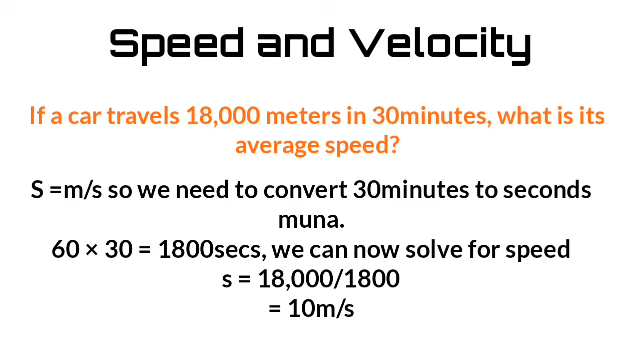 Speed and Velocity
If a car travels 18,000 meters in 30minutes, what is its
average speed?
S =m/s so we need to convert 30minutes to seconds
muna.
60 × 30 = 1800secs, we can now solve for speed
s = 18,000/1800
= 10m/s